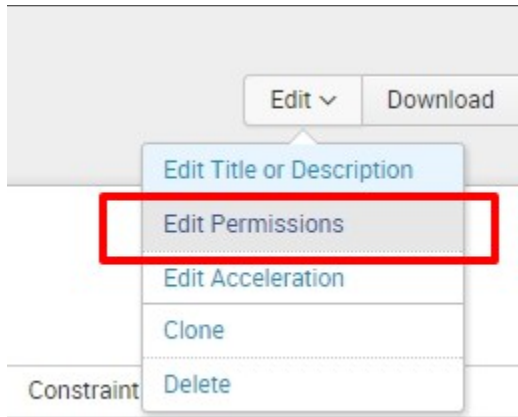 Edit Download
Edit Title or Description
Edit Permissions
Edit Acceleration
Clone
Constraint Delete